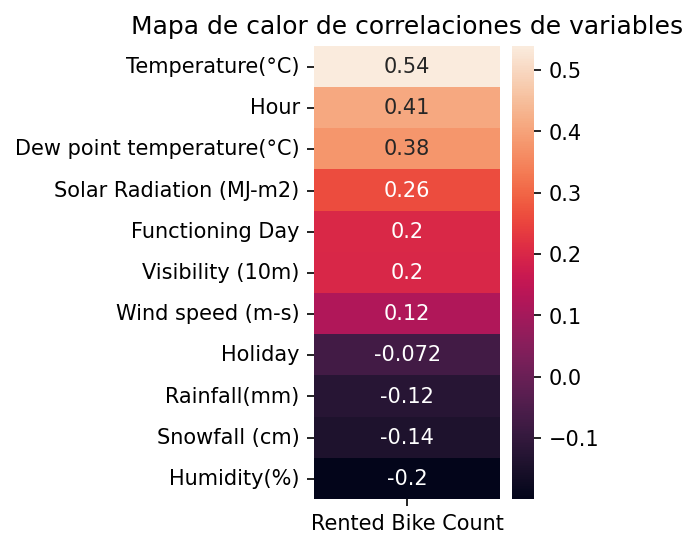 Mapa de calor de correlaciones de variables
Temperature(°C) 0.54
Hour 0.41
Dew point temperature(°C) 0.38
Solar Radiation (MJ-m2) 0.26
Functioning Day 0.2
Visibility (10m) 0.2
Wind speed (m-s) 0.12
Holiday -0.072
Rainfall(mm) -0.12
Snowfall (cm) -0.14
Humidity(%) -0.2
Rented Bike Count
0.5
0.4
0.3
0.2
0.1
0.0
−0.1